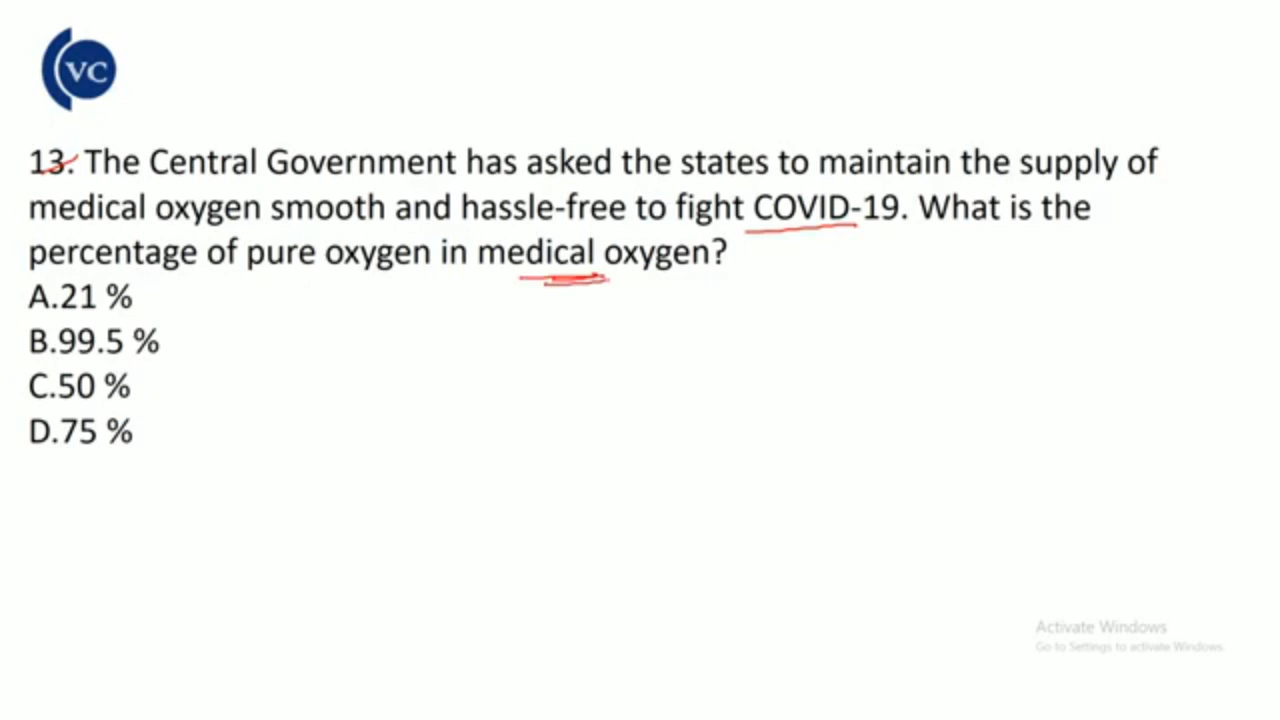 VC
13. The Central Government has asked the states to maintain the supply of
medical oxygen smooth and hassle-free to fight COVID-19. What is the
percentage of pure oxygen in medical oxygen?
A.21 %
B.99.5 %
C.50 %
D.75 %
Activate Windows
Go to Settings to activate Windows.